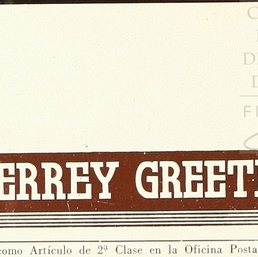 ERREY GREETI
como Artículo de 2ª Clase en la Oficina Posta